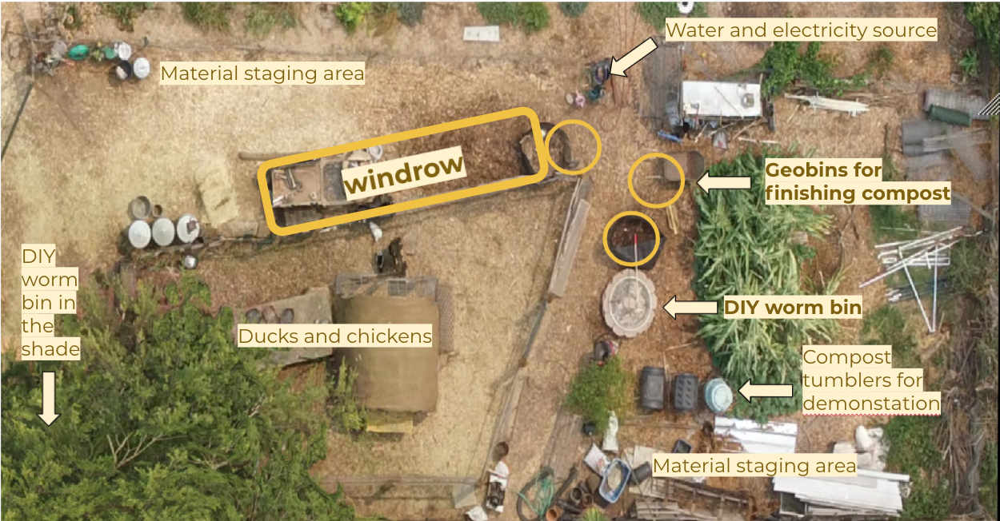 Water and electricity source
Material staging area
windrow
Geobins for
finishing compost
DIY
worm
bin in
the
shade
DIY worm bin
Ducks and chickens
Compost
tumblers for
demonstation
Material staging area